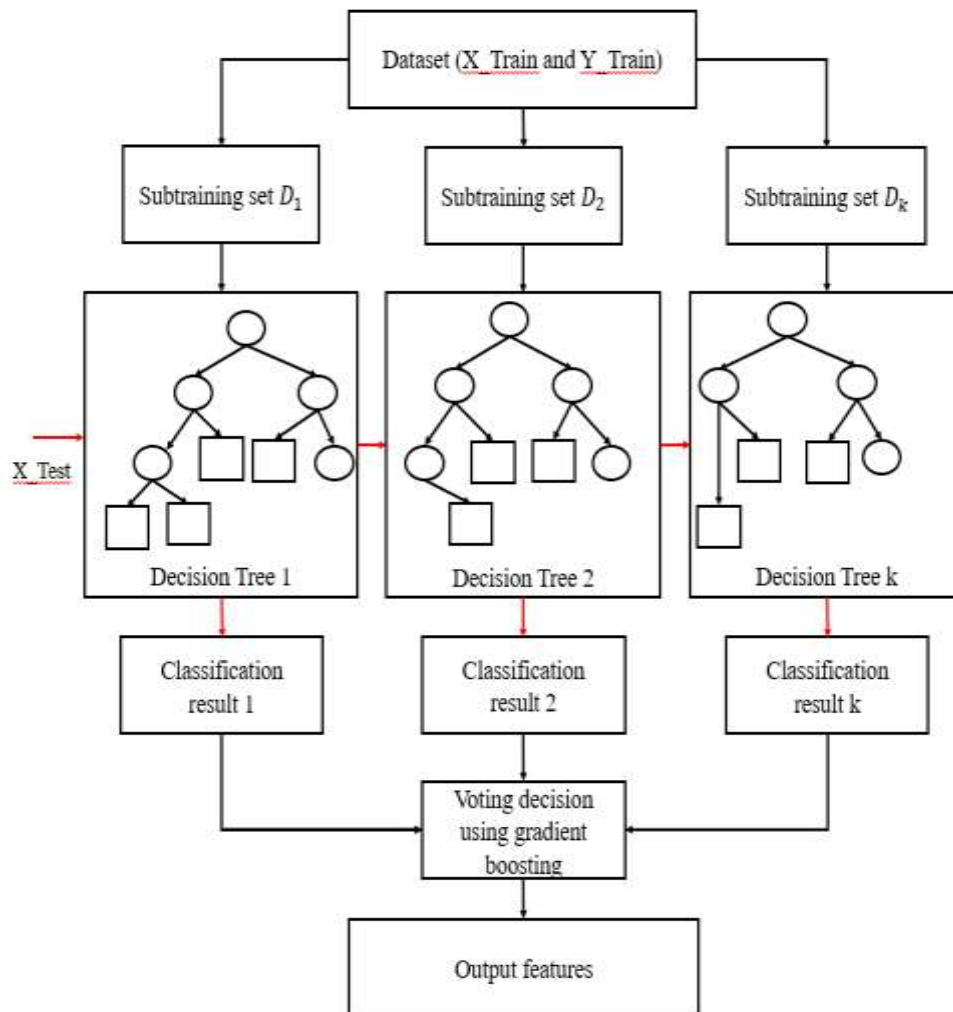 Dataset (X_Train and Y_Train)
Subtraining set D₁
Subtraining set D₂
Subtraining set Dₖ
X_Test
Decision Tree 1
Decision Tree 2
Decision Tree k
Classification
result 1
Classification
result 2
Classification
result k
Voting decision
using gradient
boosting
Output features